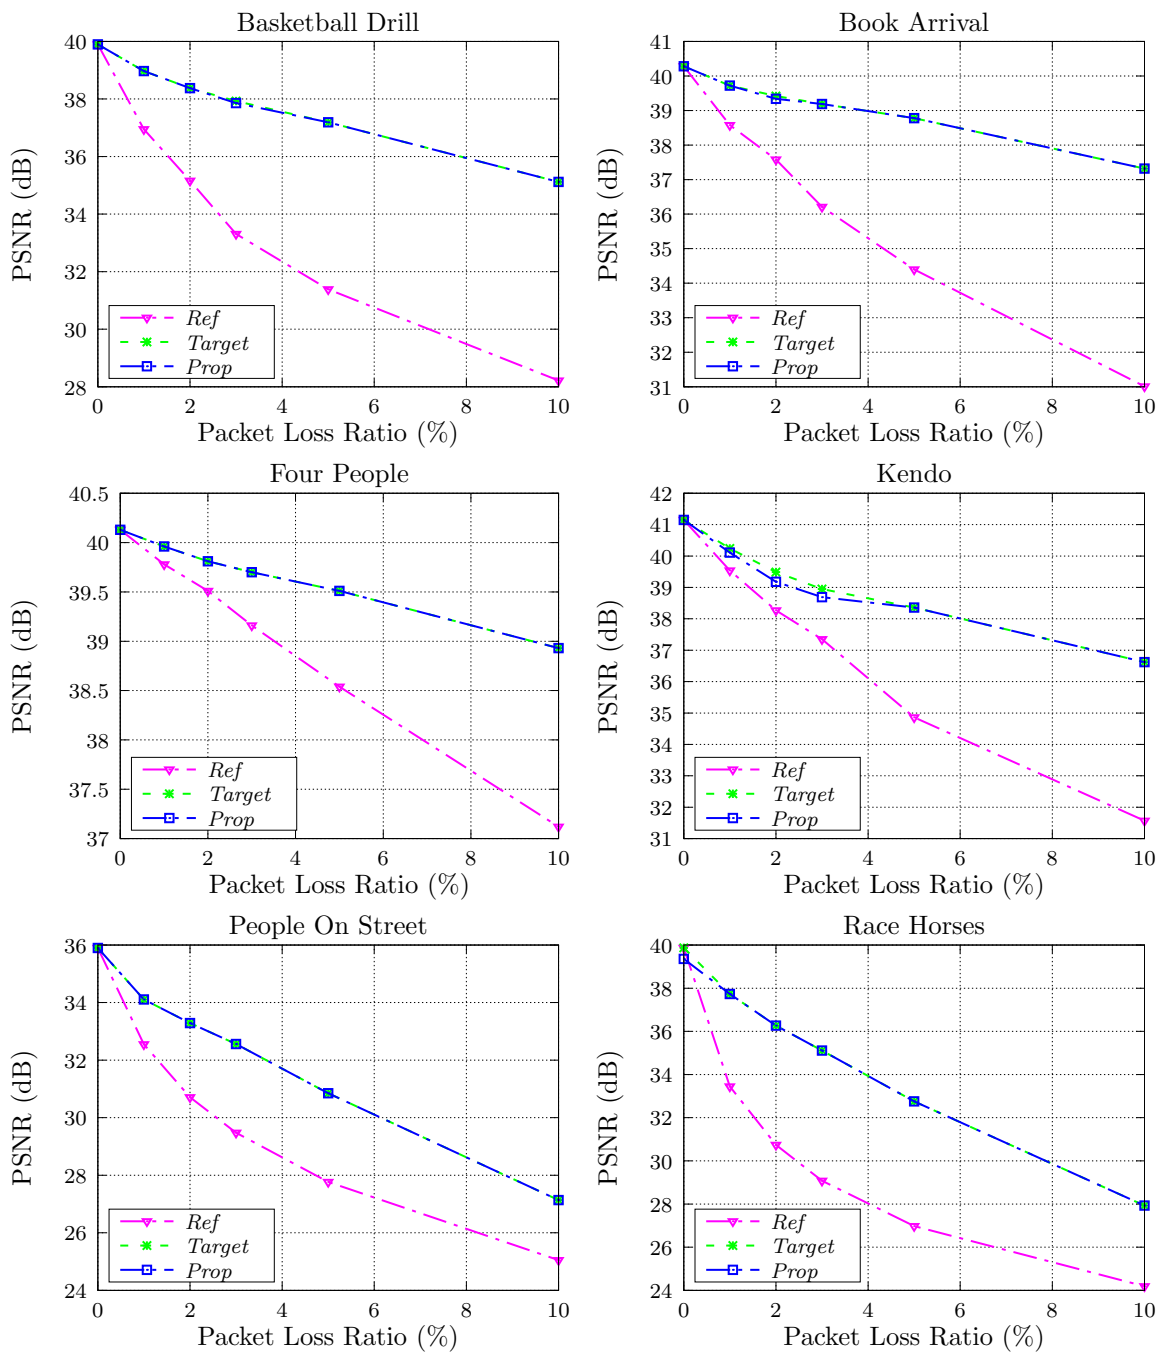 Basketball Drill
PSNR (dB)
40
38
36
34
32
30
28
Ref
Target
Prop
0 2 4 6 8 10
Packet Loss Ratio (%)
Book Arrival
PSNR (dB)
41
40
39
38
37
36
35
34
33
32
31
Ref
Target
Prop
0 2 4 6 8 10
Packet Loss Ratio (%)
Four People
PSNR (dB)
40.5
40
39.5
39
38.5
38
37.5
37
Ref
Target
Prop
0 2 4 6 8 10
Packet Loss Ratio (%)
Kendo
PSNR (dB)
42
41
40
39
38
37
36
35
34
33
32
31
Ref
Target
Prop
0 2 4 6 8 10
Packet Loss Ratio (%)
People On Street
PSNR (dB)
36
34
32
30
28
26
24
Ref
Target
Prop
0 2 4 6 8 10
Packet Loss Ratio (%)
Race Horses
PSNR (dB)
40
38
36
34
32
30
28
26
24
Ref
Target
Prop
0 2 4 6 8 10
Packet Loss Ratio (%)